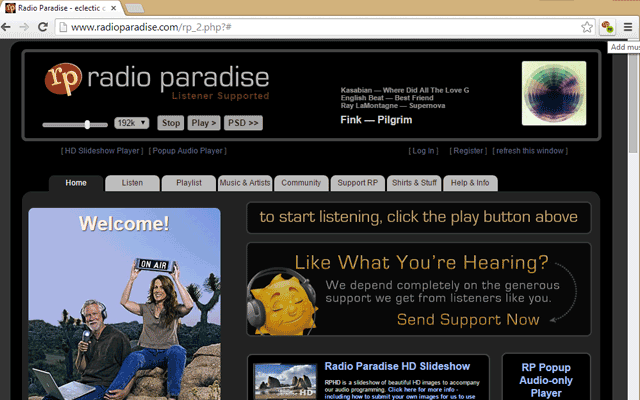 Radio Paradise - eclectic
www.radioparadise.com/rp_2.php?#
Add mus
rp radio paradise
Listener Supported
Kasabian — Where Did All The Love G
English Beat — Best Friend
Ray LaMontagne — Supernova
Fink — Pilgrim
192k
Stop
Play >
PSD >>
[ HD Slideshow Player ] [ Popup Audio Player ]
[ Log In ] [ Register ] [ refresh this window ]
Home
Listen
Playlist
Music & Artists
Community
Support RP
Shirts & Stuff
Help & Info
Welcome!
ON AIR
to start listening, click the play button above
Like What You're Hearing?
We depend completely on the generous
support we get from listeners like you.
Send Support Now
HD
Radio Paradise HD Slideshow
RPHD is a slideshow of beautiful HD images to accompany
our audio programming. Click here for more info -
including how to submit your own images for us to use
RP Popup
Audio-only
Player